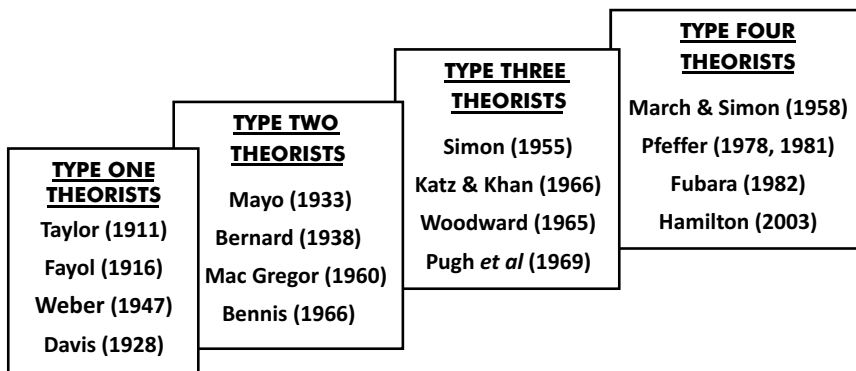 TYPE ONE
THEORISTS
Taylor (1911)
Fayol (1916)
Weber (1947)
Davis (1928)
TYPE TWO
THEORISTS
Mayo (1933)
Bernard (1938)
Mac Gregor (1960)
Bennis (1966)
TYPE THREE
THEORISTS
Simon (1955)
Katz & Khan (1966)
Woodward (1965)
Pugh et al (1969)
TYPE FOUR
THEORISTS
March & Simon (1958)
Pfeffer (1978, 1981)
Fubara (1982)
Hamilton (2003)